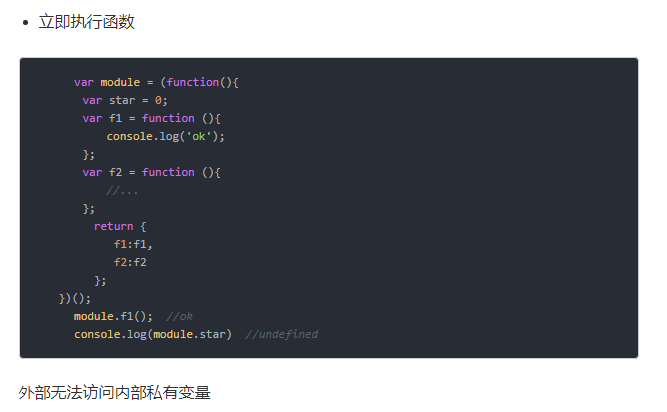 立即执行函数
var module = (function(){
var star = 0;
var f1 = function (){
console.log('ok');
};
var f2 = function (){
//...
};
return {
f1:f1,
f2:f2
};
})();
module.f1();  //ok
console.log(module.star)  //undefined
外部无法访问内部私有变量